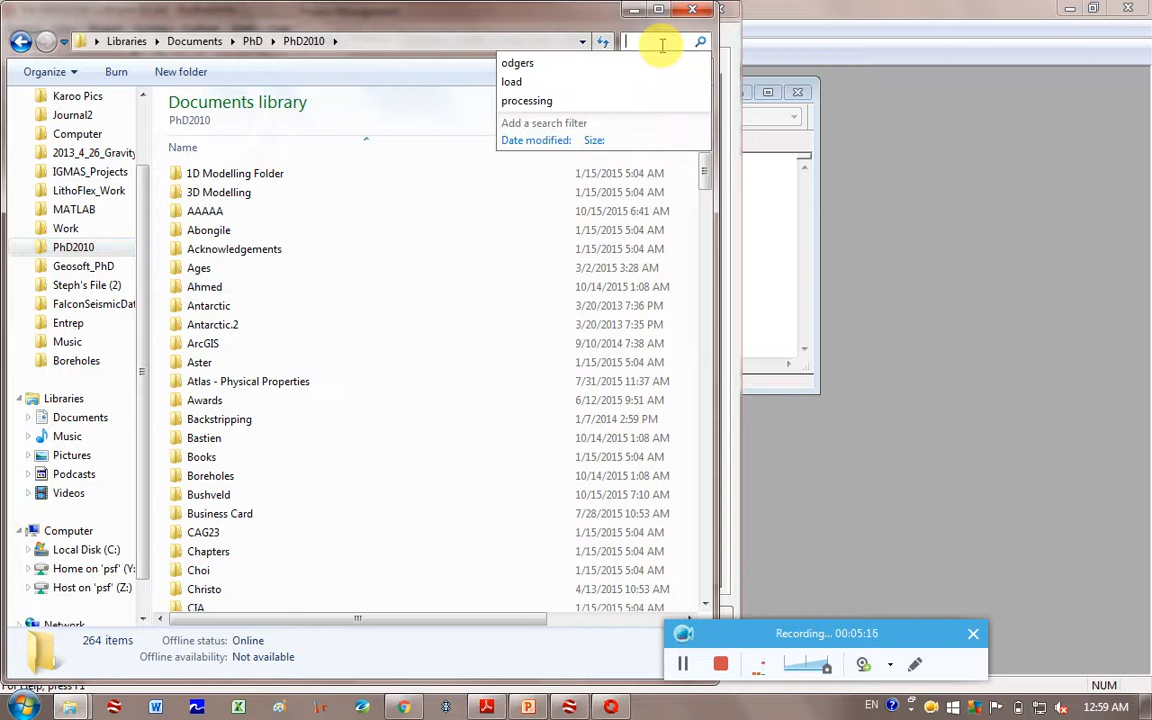 Libraries Documents PhD PhD2010
odgers
load
processing
Add a search filter
Date modified: Size:
Organize Burn New folder
Documents library
PhD2010
Name
Karoo Pics
Journal2
Computer
2013_4_26_Gravity
IGMAS_Projects
LithoFlex_Work
MATLAB
Work
PhD2010
Geosoft_PhD
Steph's File (2)
FalconSeismicDat
Entrep
Music
Boreholes
Libraries
Documents
Music
Pictures
Podcasts
Videos
Computer
Local Disk (C:)
Home on 'psf' (Y:
Host on 'psf' (Z:)
Network
1D Modelling Folder 1/15/2015 5:04 AM
3D Modelling 1/15/2015 5:04 AM
AAAAA 10/15/2015 6:41 AM
Abongile 1/15/2015 5:04 AM
Acknowledgements 1/15/2015 5:04 AM
Ages 3/2/2015 3:28 AM
Ahmed 10/14/2015 1:08 AM
Antarctic 3/20/2013 7:36 PM
Antarctic.2 3/20/2013 7:35 PM
ArcGIS 9/10/2014 7:38 AM
Aster 1/15/2015 5:04 AM
Atlas - Physical Properties 7/31/2015 11:37 AM
Awards 6/12/2015 9:51 AM
Backstripping 1/7/2014 2:59 PM
Bastien 10/14/2015 1:08 AM
Books 1/15/2015 5:04 AM
Boreholes 10/14/2015 1:08 AM
Bushveld 10/15/2015 7:10 AM
Business Card 7/28/2015 10:53 AM
CAG23 1/15/2015 5:04 AM
Chapters 1/15/2015 5:04 AM
Choi 1/15/2015 5:04 AM
Christo 4/13/2015 10:53 AM
CIA 1/15/2015 5:04 AM
264 items Offline status: Online
Offline availability: Not available
Recording... 00:05:16
For Help, press F1
NUM
EN
12:59 AM